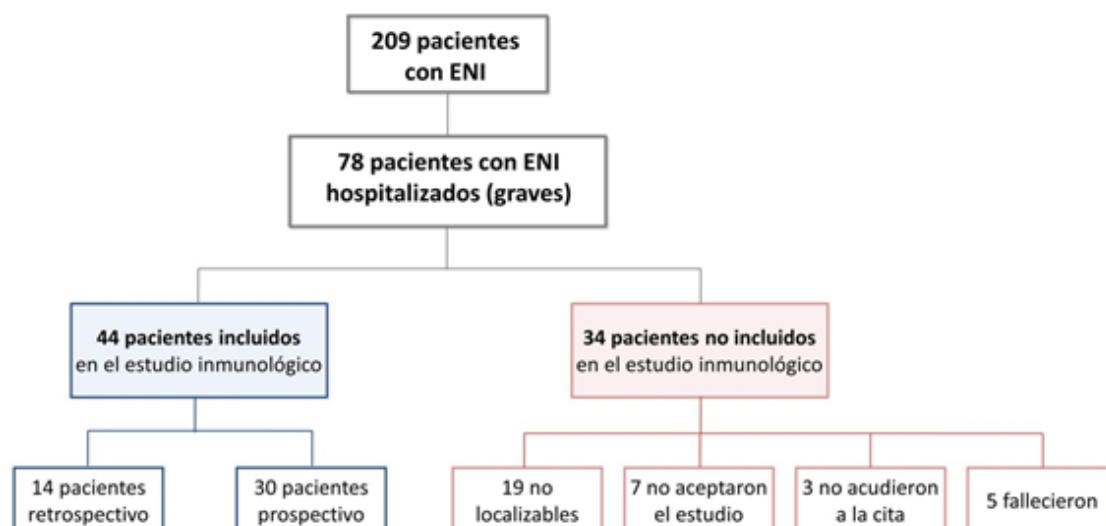 209 pacientes
con ENI
78 pacientes con ENI
hospitalizados (graves)
44 pacientes incluidos
en el estudio inmunológico
34 pacientes no incluidos
en el estudio inmunológico
14 pacientes
retrospectivo
30 pacientes
prospectivo
19 no
localizables
7 no aceptaron
el estudio
3 no acudieron
a la cita
5 fallecieron